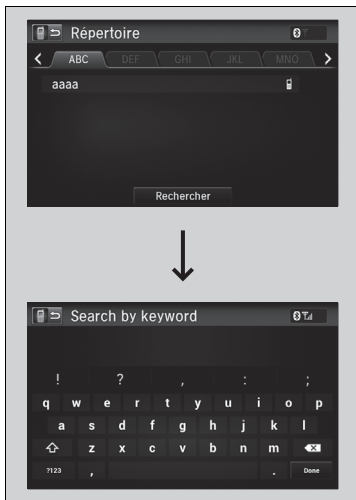 Répertoire
ABC DEF GHI JKL MNO
aaaa
Rechercher
Search by keyword
! ? , : ;
q w e r t y u i o p
a s d f g h j k l
z x c v b n m
?123 , . Done